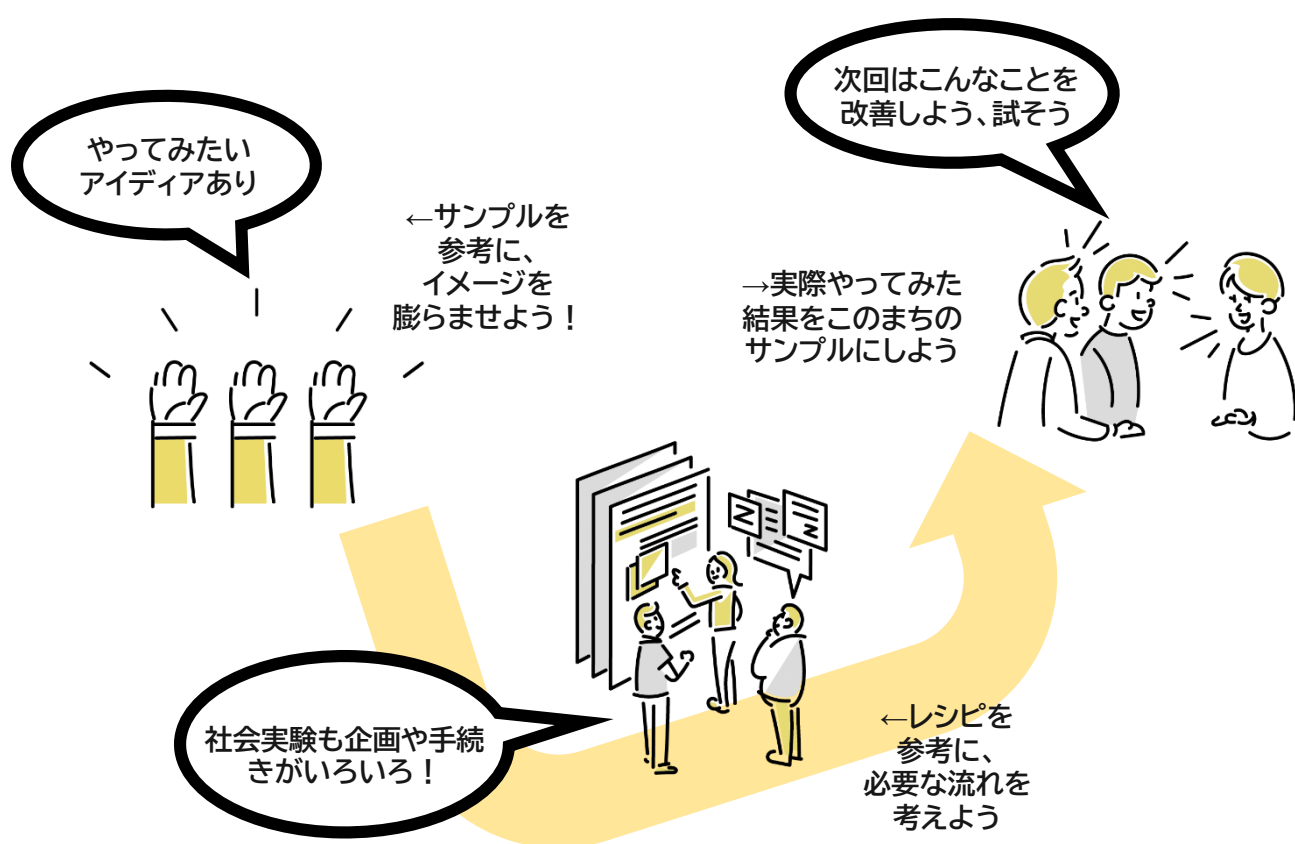 やってみたい
アイディアあり
←サンプルを
参考に、
イメージを
膨らませよう！
次回はこんなことを
改善しよう、試そう
→実際やってみた
結果をこのまちの
サンプルにしよう
社会実験も企画や手続
きがいろいろ！
←レシピを
参考に、
必要な流れを
考えよう